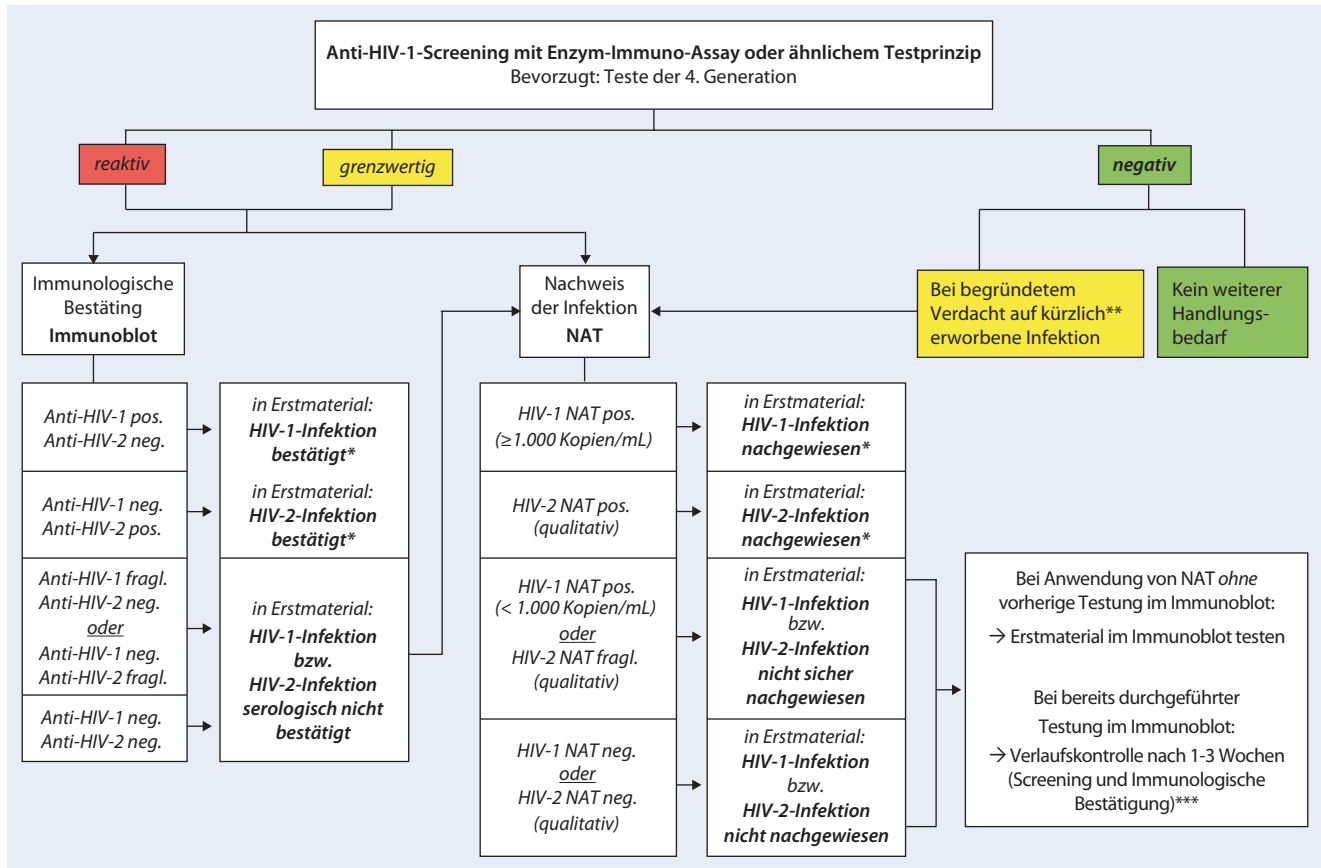 Anti-HIV-1-Screening mit Enzym-Immuno-Assay oder ähnlichem Testprinzip
Bevorzugt: Teste der 4. Generation
reaktiv
grenzwertig
negativ
Immunologische
Bestäting
Immunoblot
Nachweis
der Infektion
NAT
Bei begründetem
Verdacht auf kürzlich**
erworbene Infektion
Kein weiterer
Handlungs-
bedarf
Anti-HIV-1 pos.
Anti-HIV-2 neg.
in Erstmaterial:
HIV-1-Infektion
bestätigt*
Anti-HIV-1 neg.
Anti-HIV-2 pos.
in Erstmaterial:
HIV-2-Infektion
bestätigt*
Anti-HIV-1 fragl.
Anti-HIV-2 neg.
oder
Anti-HIV-1 neg.
Anti-HIV-2 fragl.
Anti-HIV-1 neg.
Anti-HIV-2 neg.
in Erstmaterial:
HIV-1-Infektion
bzw.
HIV-2-Infektion
serologisch nicht
bestätigt
HIV-1 NAT pos.
(≥1.000 Kopien/mL)
in Erstmaterial:
HIV-1-Infektion
nachgewiesen*
HIV-2 NAT pos.
(qualitativ)
in Erstmaterial:
HIV-2-Infektion
nachgewiesen*
HIV-1 NAT pos.
(< 1.000 Kopien/mL)
oder
HIV-2 NAT fragl.
(qualitativ)
in Erstmaterial:
HIV-1-Infektion
bzw.
HIV-2-Infektion
nicht sicher
nachgewiesen
HIV-1 NAT neg.
oder
HIV-2 NAT neg.
(qualitativ)
in Erstmaterial:
HIV-1-Infektion
bzw.
HIV-2-Infektion
nicht nachgewiesen
Bei Anwendung von NAT ohne
vorherige Testung im Immunoblot:
→ Erstmaterial im Immunoblot testen
Bei bereits durchgeführter
Testung im Immunoblot:
→ Verlaufskontrolle nach 1-3 Wochen
(Screening und Immunologische
Bestätigung)***